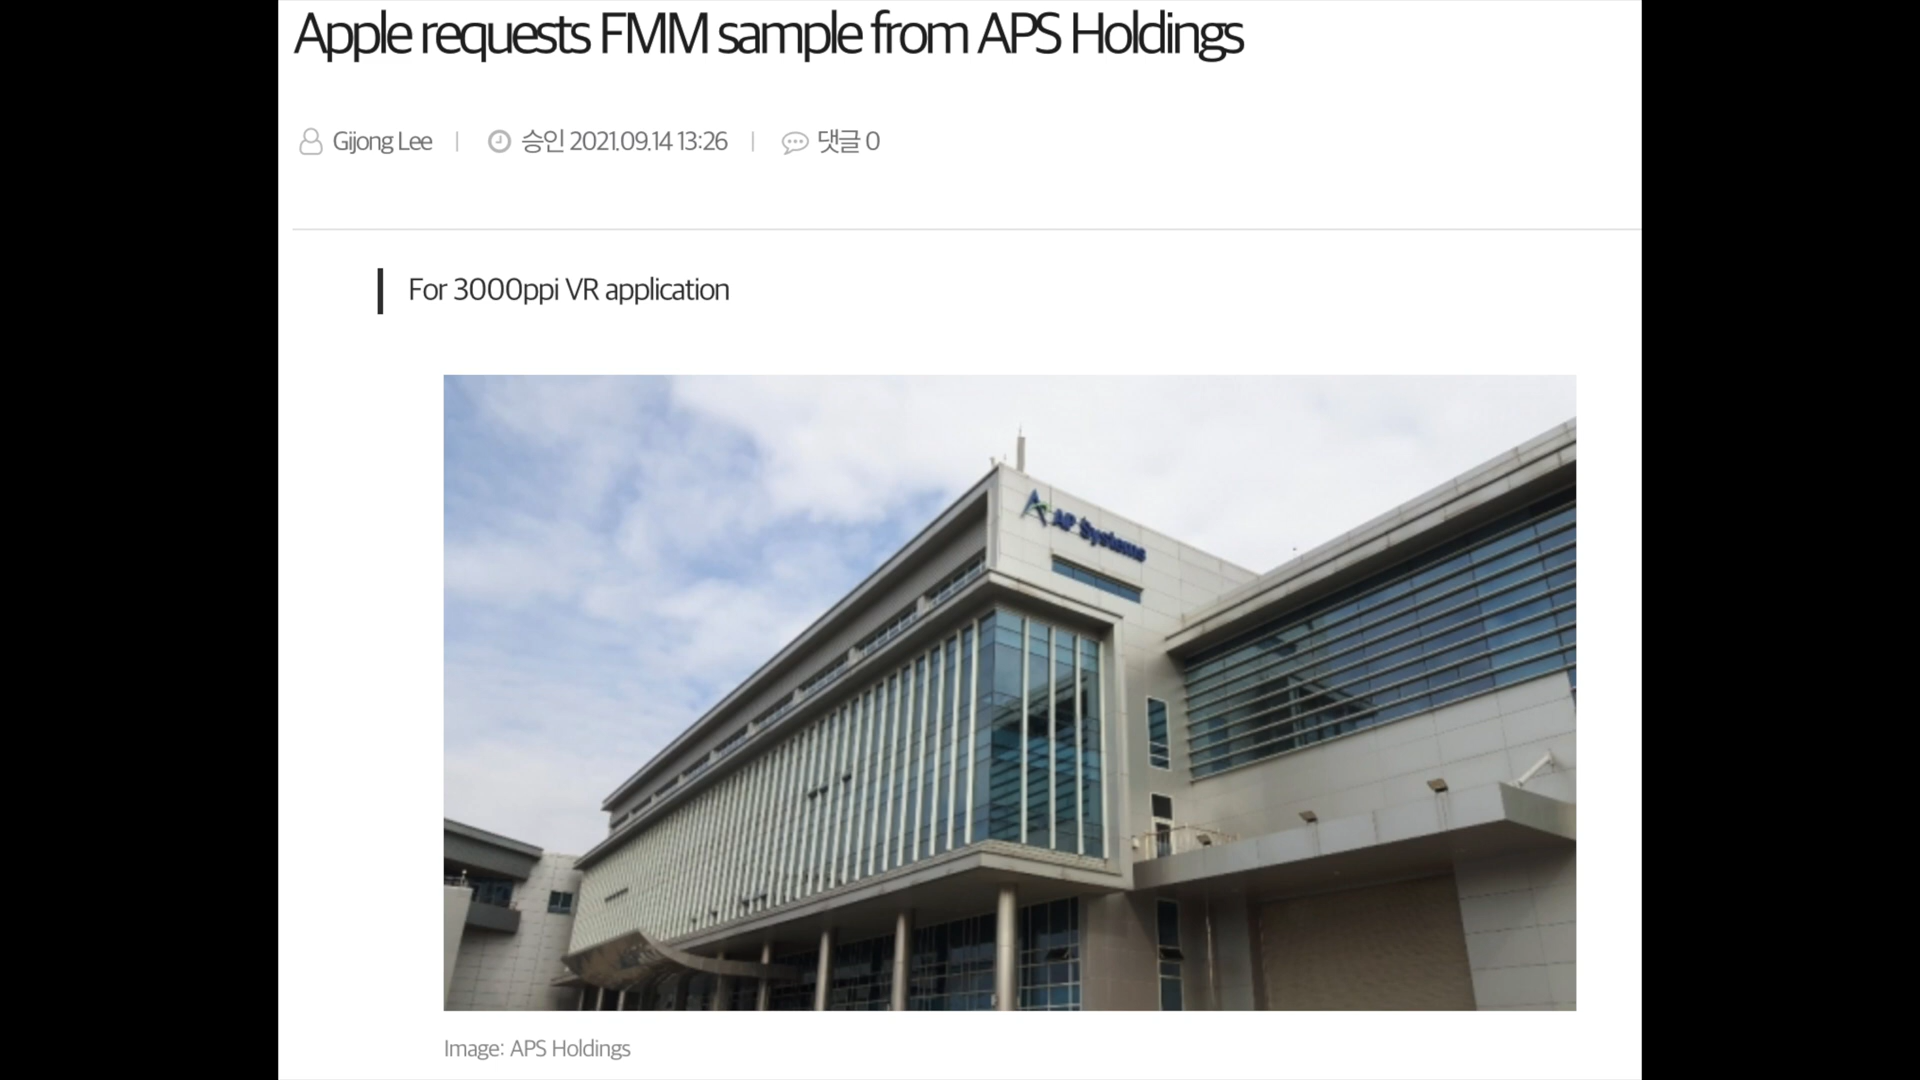 Apple requests FMM sample from APS Holdings
Gijong Lee | 승인 2021.09.14 13:26 | 댓글 0
For 3000ppi VR application
AP Systems
Image: APS Holdings